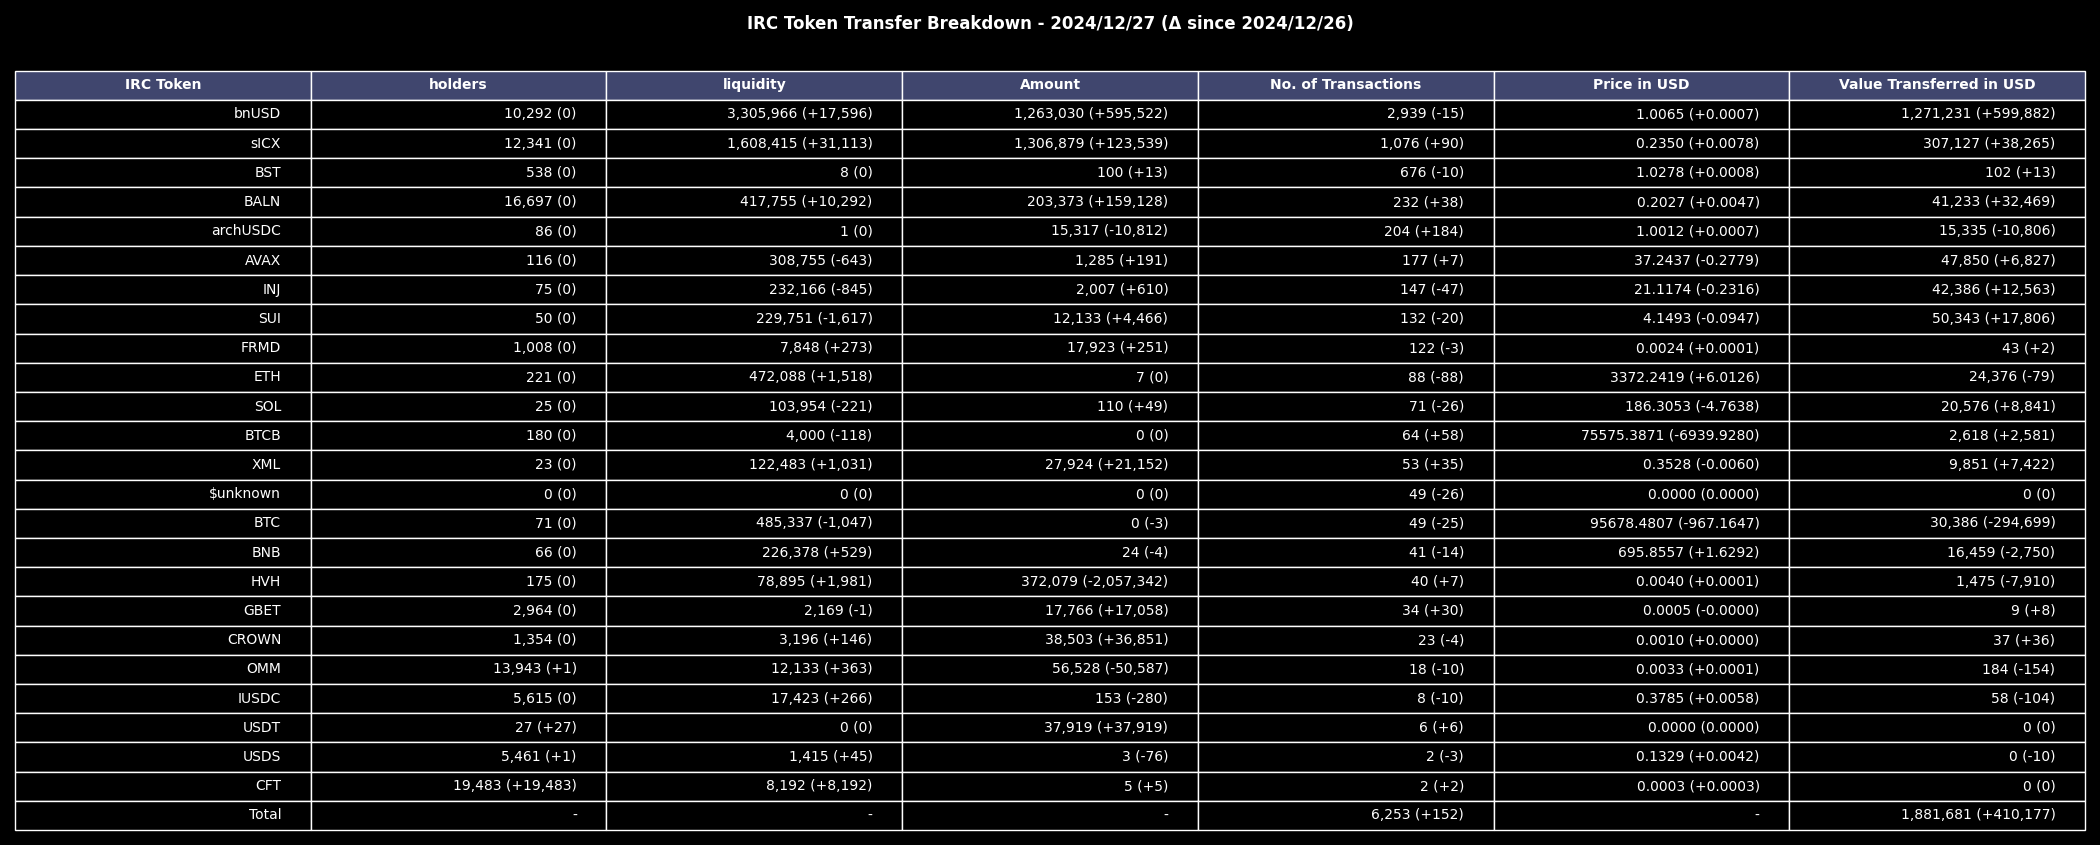 IRC Token Transfer Breakdown - 2024/12/27 (Δ since 2024/12/26)
IRC Token holders liquidity Amount No. of Transactions Price in USD Value Transferred in USD
bnUSD 10,292 (0) 3,305,966 (+17,596) 1,263,030 (+595,522) 2,939 (-15) 1.0065 (+0.0007) 1,271,231 (+599,882)
sICX 12,341 (0) 1,608,415 (+31,113) 1,306,879 (+123,539) 1,076 (+90) 0.2350 (+0.0078) 307,127 (+38,265)
BST 538 (0) 8 (0) 100 (+13) 676 (-10) 1.0278 (+0.0008) 102 (+13)
BALN 16,697 (0) 417,755 (+10,292) 203,373 (+159,128) 232 (+38) 0.2027 (+0.0047) 41,233 (+32,469)
archUSDC 86 (0) 1 (0) 15,317 (-10,812) 204 (+184) 1.0012 (+0.0007) 15,335 (-10,806)
AVAX 116 (0) 308,755 (-643) 1,285 (+191) 177 (+7) 37.2437 (-0.2779) 47,850 (+6,827)
INJ 75 (0) 232,166 (-845) 2,007 (+610) 147 (-47) 21.1174 (-0.2316) 42,386 (+12,563)
SUI 50 (0) 229,751 (-1,617) 12,133 (+4,466) 132 (-20) 4.1493 (-0.0947) 50,343 (+17,806)
FRMD 1,008 (0) 7,848 (+273) 17,923 (+251) 122 (-3) 0.0024 (+0.0001) 43 (+2)
ETH 221 (0) 472,088 (+1,518) 7 (0) 88 (-88) 3372.2419 (+6.0126) 24,376 (-79)
SOL 25 (0) 103,954 (-221) 110 (+49) 71 (-26) 186.3053 (-4.7638) 20,576 (+8,841)
BTCB 180 (0) 4,000 (-118) 0 (0) 64 (+58) 75575.3871 (-6939.9280) 2,618 (+2,581)
XML 23 (0) 122,483 (+1,031) 27,924 (+21,152) 53 (+35) 0.3528 (-0.0060) 9,851 (+7,422)
$unknown 0 (0) 0 (0) 0 (0) 49 (-26) 0.0000 (0.0000) 0 (0)
BTC 71 (0) 485,337 (-1,047) 0 (-3) 49 (-25) 95678.4807 (-967.1647) 30,386 (-294,699)
BNB 66 (0) 226,378 (+529) 24 (-4) 41 (-14) 695.8557 (+1.6292) 16,459 (-2,750)
HVH 175 (0) 78,895 (+1,981) 372,079 (-2,057,342) 40 (+7) 0.0040 (+0.0001) 1,475 (-7,910)
GBET 2,964 (0) 2,169 (-1) 17,766 (+17,058) 34 (+30) 0.0005 (-0.0000) 9 (+8)
CROWN 1,354 (0) 3,196 (+146) 38,503 (+36,851) 23 (-4) 0.0010 (+0.0000) 37 (+36)
OMM 13,943 (+1) 12,133 (+363) 56,528 (-50,587) 18 (-10) 0.0033 (+0.0001) 184 (-154)
IUSDC 5,615 (0) 17,423 (+266) 153 (-280) 8 (-10) 0.3785 (+0.0058) 58 (-104)
USDT 27 (+27) 0 (0) 37,919 (+37,919) 6 (+6) 0.0000 (0.0000) 0 (0)
USDS 5,461 (+1) 1,415 (+45) 3 (-76) 2 (-3) 0.1329 (+0.0042) 0 (-10)
CFT 19,483 (+19,483) 8,192 (+8,192) 5 (+5) 2 (+2) 0.0003 (+0.0003) 0 (0)
Total - - - 6,253 (+152) - 1,881,681 (+410,177)